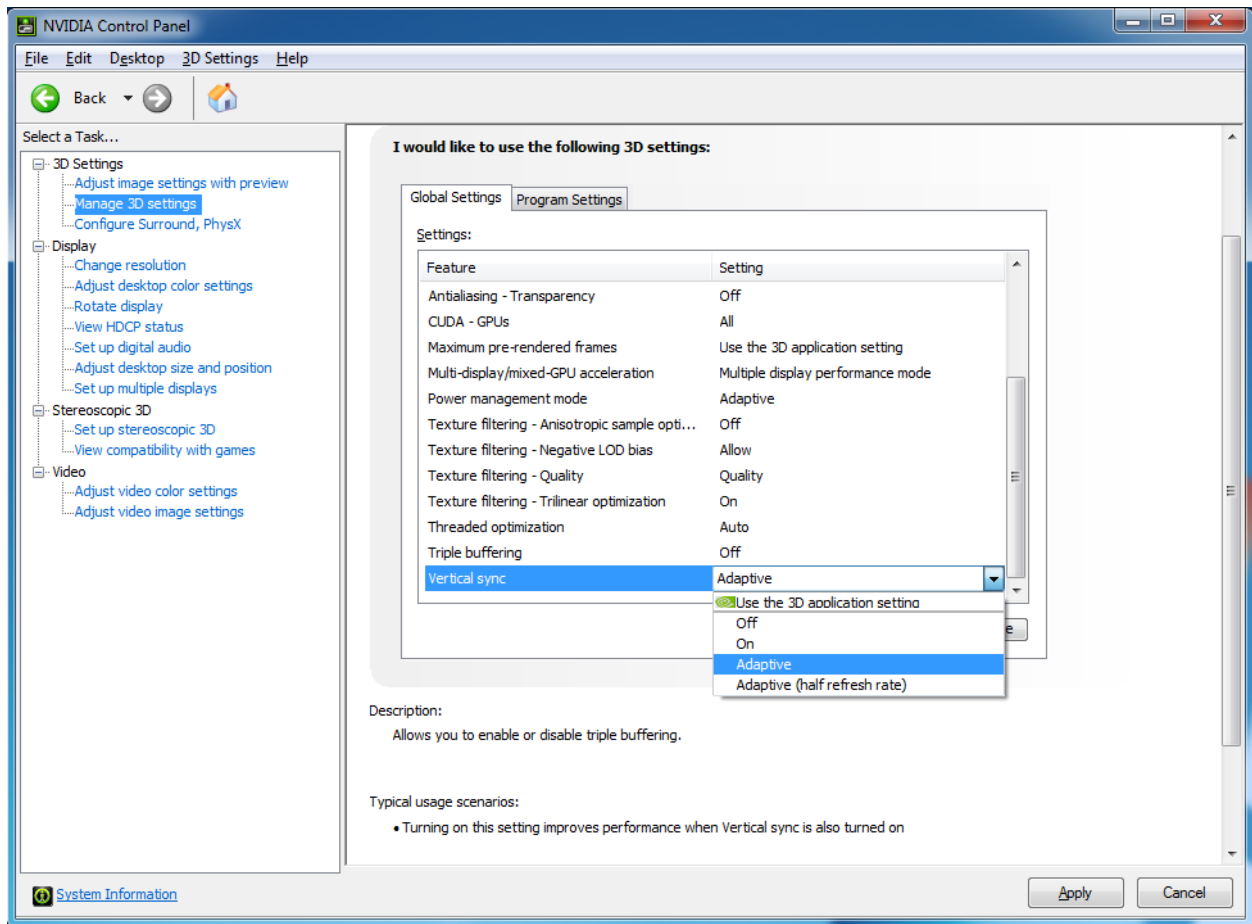 NVIDIA Control Panel
File Edit Desktop 3D Settings Help
Back
Select a Task...
3D Settings
Adjust image settings with preview
Manage 3D settings
Configure Surround, PhysX
Display
Change resolution
Adjust desktop color settings
Rotate display
View HDCP status
Set up digital audio
Adjust desktop size and position
Set up multiple displays
Stereoscopic 3D
Set up stereoscopic 3D
View compatibility with games
Video
Adjust video color settings
Adjust video image settings
System Information
I would like to use the following 3D settings:
Global Settings Program Settings
Settings:
Feature Setting
Antialiasing - Transparency Off
CUDA - GPUs All
Maximum pre-rendered frames Use the 3D application setting
Multi-display/mixed-GPU acceleration Multiple display performance mode
Power management mode Adaptive
Texture filtering - Anisotropic sample opti... Off
Texture filtering - Negative LOD bias Allow
Texture filtering - Quality Quality
Texture filtering - Trilinear optimization On
Threaded optimization Auto
Triple buffering Off
Vertical sync Adaptive
Use the 3D application setting
Off
On
Adaptive
Adaptive (half refresh rate)
Description:
Allows you to enable or disable triple buffering.
Typical usage scenarios:
• Turning on this setting improves performance when Vertical sync is also turned on
Apply Cancel